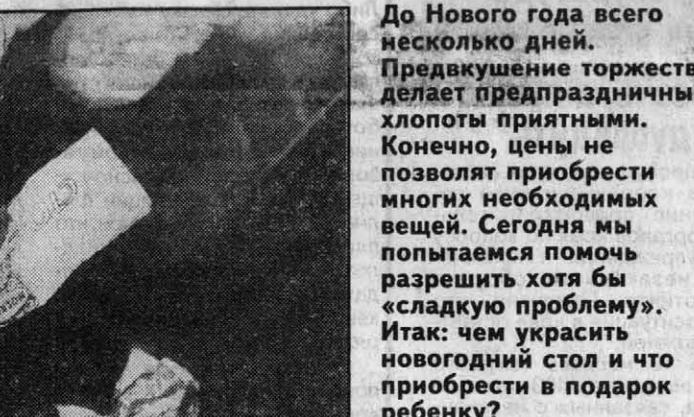 До Нового года всего
несколько дней.
Предвкушение торжеств
делает предпраздничны
хлопоты приятными.
Конечно, цены не
позволят приобрести
многих необходимых
вещей. Сегодня мы
попытаемся помочь
разрешить хотя бы
«сладкую проблему».
Итак: чем украсить
новогодний стол и что
приобрести в подарок
ребенку?